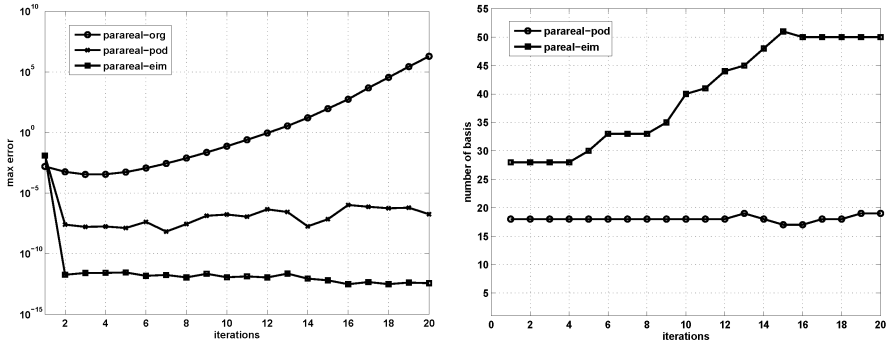 max error
10^10
10^5
10^0
10^-5
10^-10
10^-15
parareal-org
parareal-pod
parareal-eim
2 4 6 8 10 12 14 16 18 20
iterations
number of basis
55
50
45
40
35
30
25
20
15
10
5
parareal-pod
pareal-eim
0 2 4 6 8 10 12 14 16 18 20
iterations